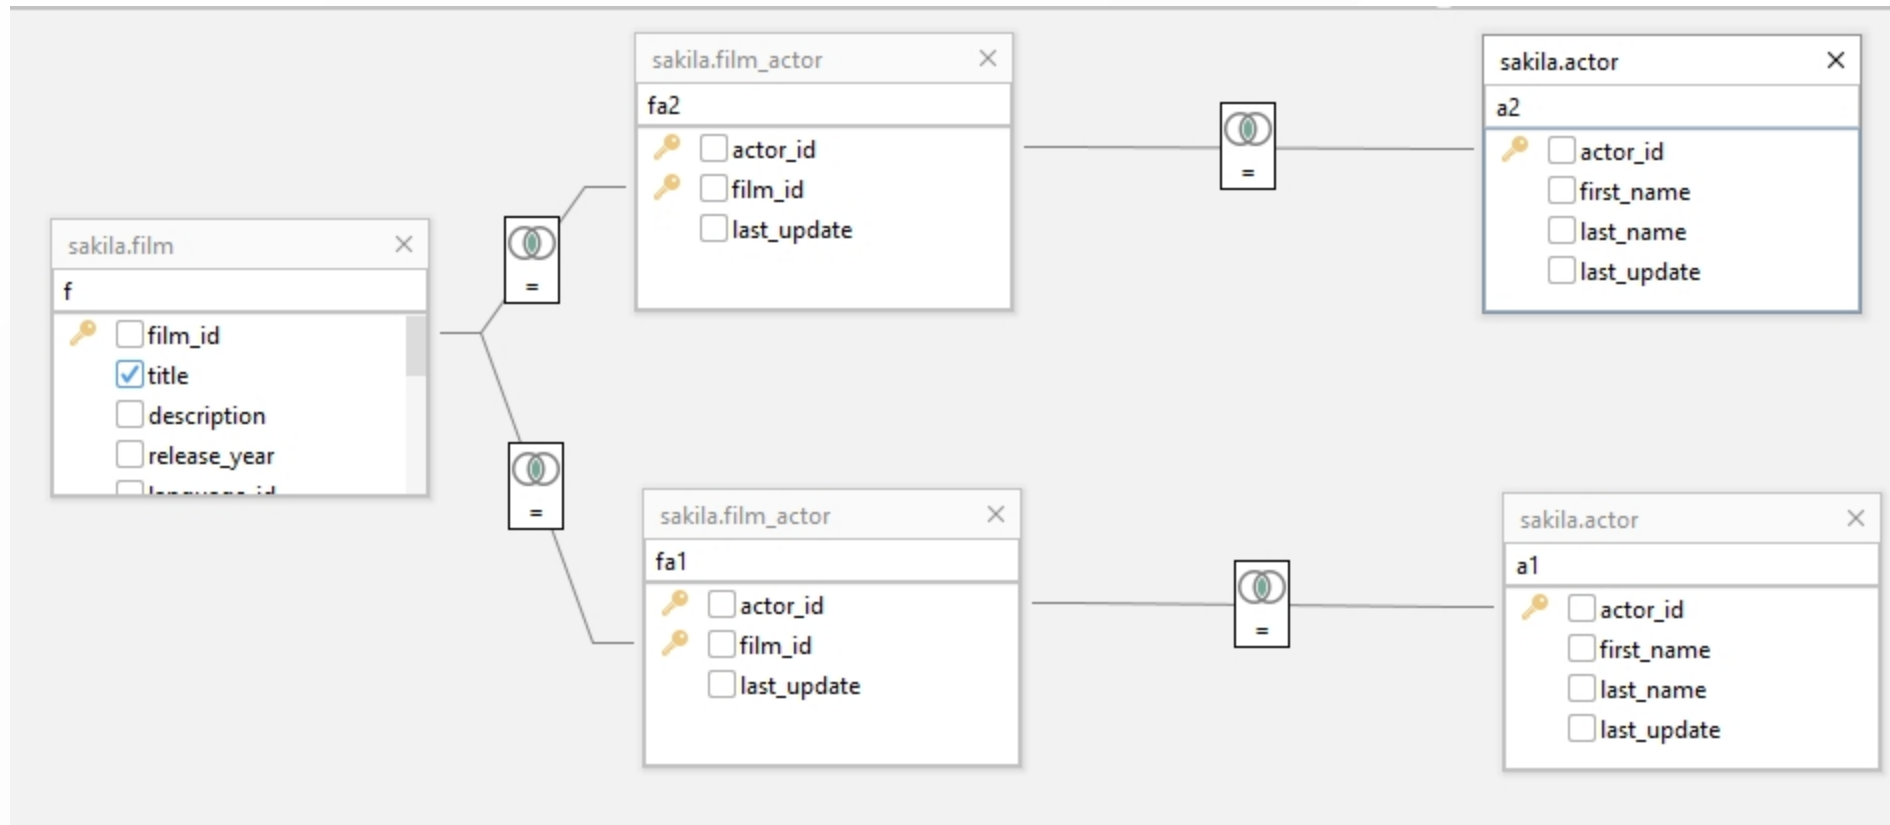 sakila.film
f
film_id
title
description
release_year
sakila.film_actor
fa2
actor_id
film_id
last_update
=
=
sakila.film_actor
fa1
actor_id
film_id
last_update
=
sakila.actor
a2
actor_id
first_name
last_name
last_update
=
sakila.actor
a1
actor_id
first_name
last_name
last_update